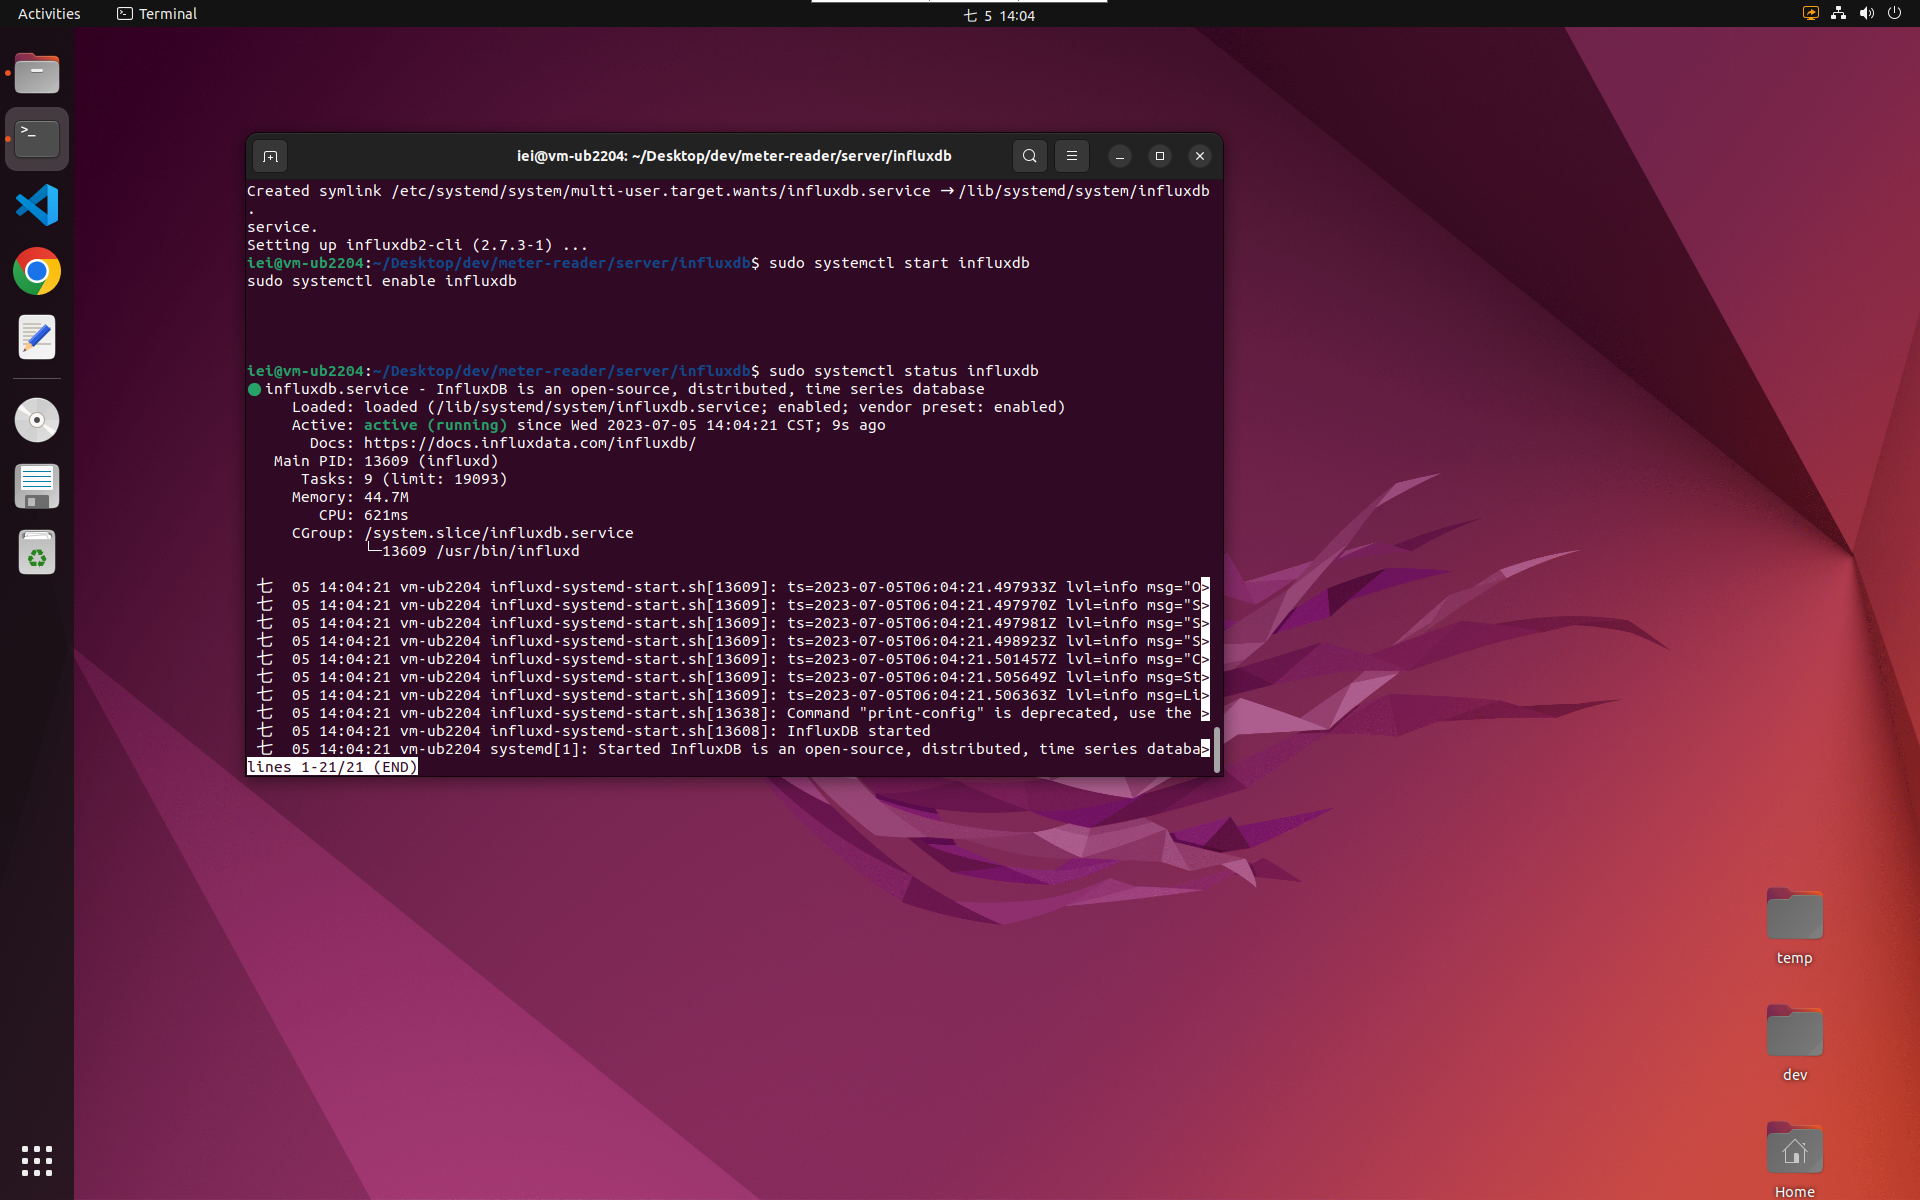 Activities
Terminal
七 5 14:04
iei@vm-ub2204: ~/Desktop/dev/meter-reader/server/influxdb
Created symlink /etc/systemd/system/multi-user.target.wants/influxdb.service → /lib/systemd/system/influxdb
.
service.
Setting up influxdb2-cli (2.7.3-1) ...
iei@vm-ub2204:~/Desktop/dev/meter-reader/server/influxdb$ sudo systemctl start influxdb
sudo systemctl enable influxdb
iei@vm-ub2204:~/Desktop/dev/meter-reader/server/influxdb$ sudo systemctl status influxdb
● influxdb.service - InfluxDB is an open-source, distributed, time series database
Loaded: loaded (/lib/systemd/system/influxdb.service; enabled; vendor preset: enabled)
Active: active (running) since Wed 2023-07-05 14:04:21 CST; 9s ago
Docs: https://docs.influxdata.com/influxdb/
Main PID: 13609 (influxd)
Tasks: 9 (limit: 19093)
Memory: 44.7M
CPU: 621ms
CGroup: /system.slice/influxdb.service
└─13609 /usr/bin/influxd
七 05 14:04:21 vm-ub2204 influxd-systemd-start.sh[13609]: ts=2023-07-05T06:04:21.497933Z lvl=info msg="O>
七 05 14:04:21 vm-ub2204 influxd-systemd-start.sh[13609]: ts=2023-07-05T06:04:21.497970Z lvl=info msg="S>
七 05 14:04:21 vm-ub2204 influxd-systemd-start.sh[13609]: ts=2023-07-05T06:04:21.497981Z lvl=info msg="S>
七 05 14:04:21 vm-ub2204 influxd-systemd-start.sh[13609]: ts=2023-07-05T06:04:21.498923Z lvl=info msg="S>
七 05 14:04:21 vm-ub2204 influxd-systemd-start.sh[13609]: ts=2023-07-05T06:04:21.501457Z lvl=info msg="C>
七 05 14:04:21 vm-ub2204 influxd-systemd-start.sh[13609]: ts=2023-07-05T06:04:21.505649Z lvl=info msg=St>
七 05 14:04:21 vm-ub2204 influxd-systemd-start.sh[13609]: ts=2023-07-05T06:04:21.506363Z lvl=info msg=Li>
七 05 14:04:21 vm-ub2204 influxd-systemd-start.sh[13638]: Command "print-config" is deprecated, use the >
七 05 14:04:21 vm-ub2204 influxd-systemd-start.sh[13608]: InfluxDB started
七 05 14:04:21 vm-ub2204 systemd[1]: Started InfluxDB is an open-source, distributed, time series databa>
lines 1-21/21 (END)
temp
dev
Home